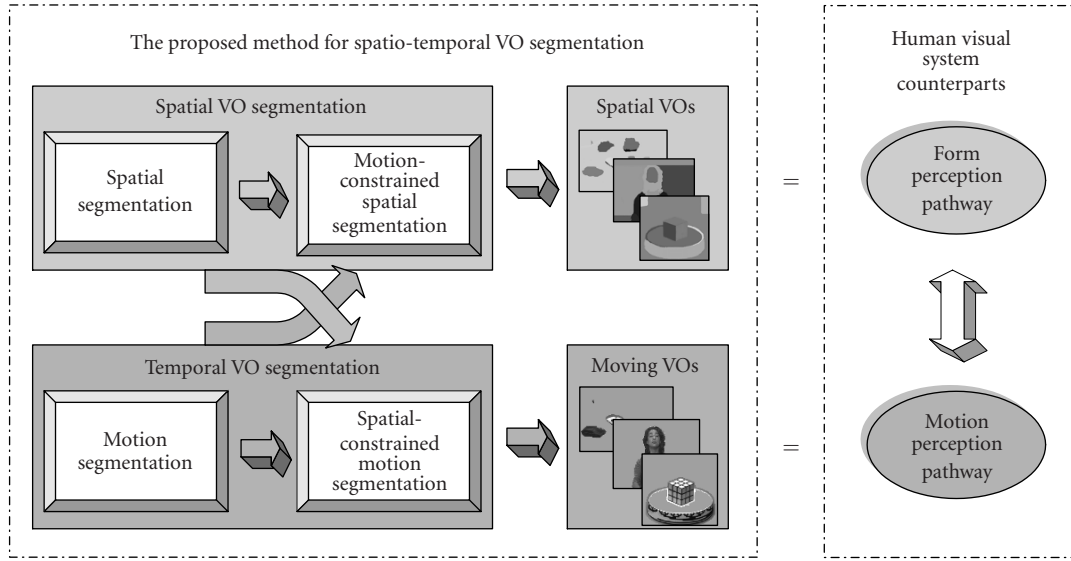 The proposed method for spatio-temporal VO segmentation
Spatial VO segmentation
Spatial
segmentation
Motion-
constrained
spatial
segmentation
Spatial VOs
Temporal VO segmentation
Motion
segmentation
Spatial-
constrained
motion
segmentation
Moving VOs
=
=
Human visual
system
counterparts
Form
perception
pathway
Motion
perception
pathway